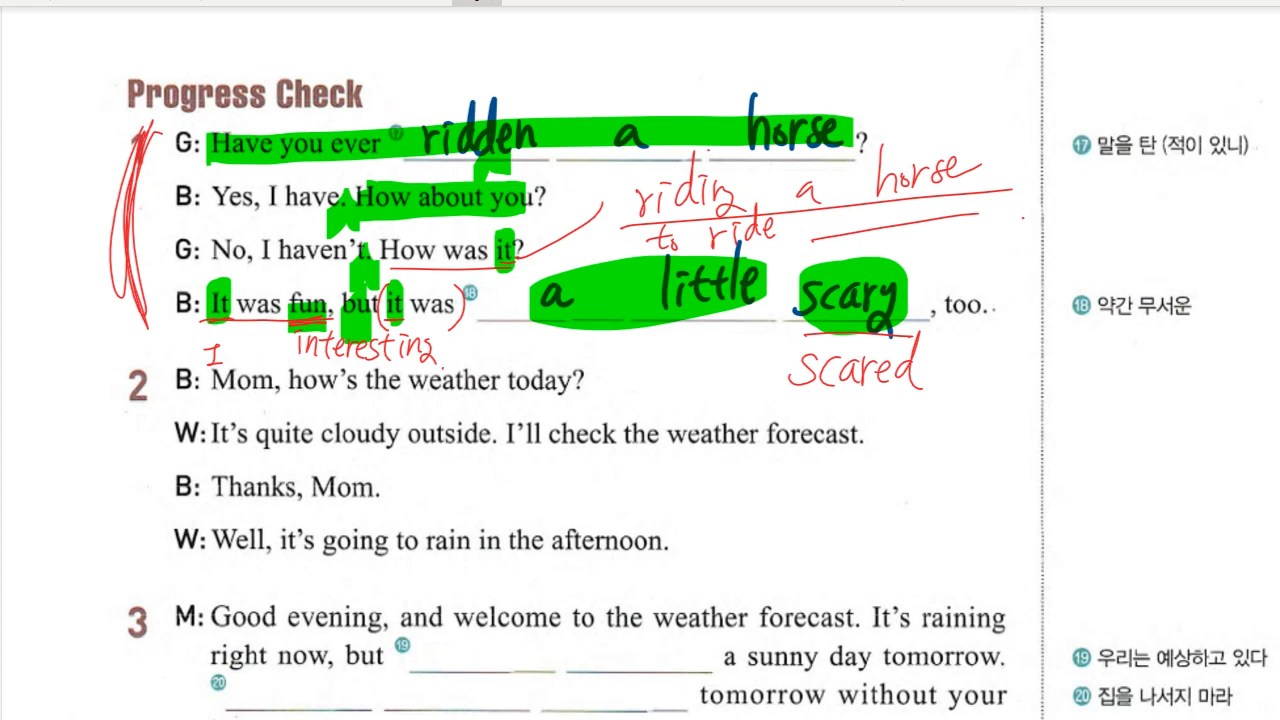 Progress Check
G: Have you ever ⑰ ridden a horse ?
⑰ 말을 탄 (적이 있니)
B: Yes, I have. How about you?
riding a horse
to ride
G: No, I haven't. How was it?
B: It was fun, but (it was) ⑱ a little scary, too.
⑱ 약간 무서운
I interesting scared
2 B: Mom, how's the weather today?
W: It's quite cloudy outside. I'll check the weather forecast.
B: Thanks, Mom.
W: Well, it's going to rain in the afternoon.
3 M: Good evening, and welcome to the weather forecast. It's raining
right now, but ⑲ a sunny day tomorrow.
⑲ 우리는 예상하고 있다
⑳ tomorrow without your
⑳ 집을 나서지 마라